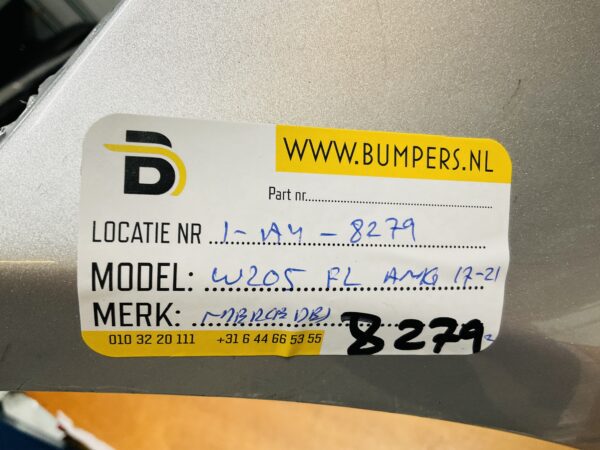 B
WWW.BUMPERS.NL
Part nr
LOCATIE NR 1-1A4-8279
MODEL: W205 FL AMG 17-21
MERK: MERCEDES
010 32 20 111 +31 6 44 66 53 55
8279